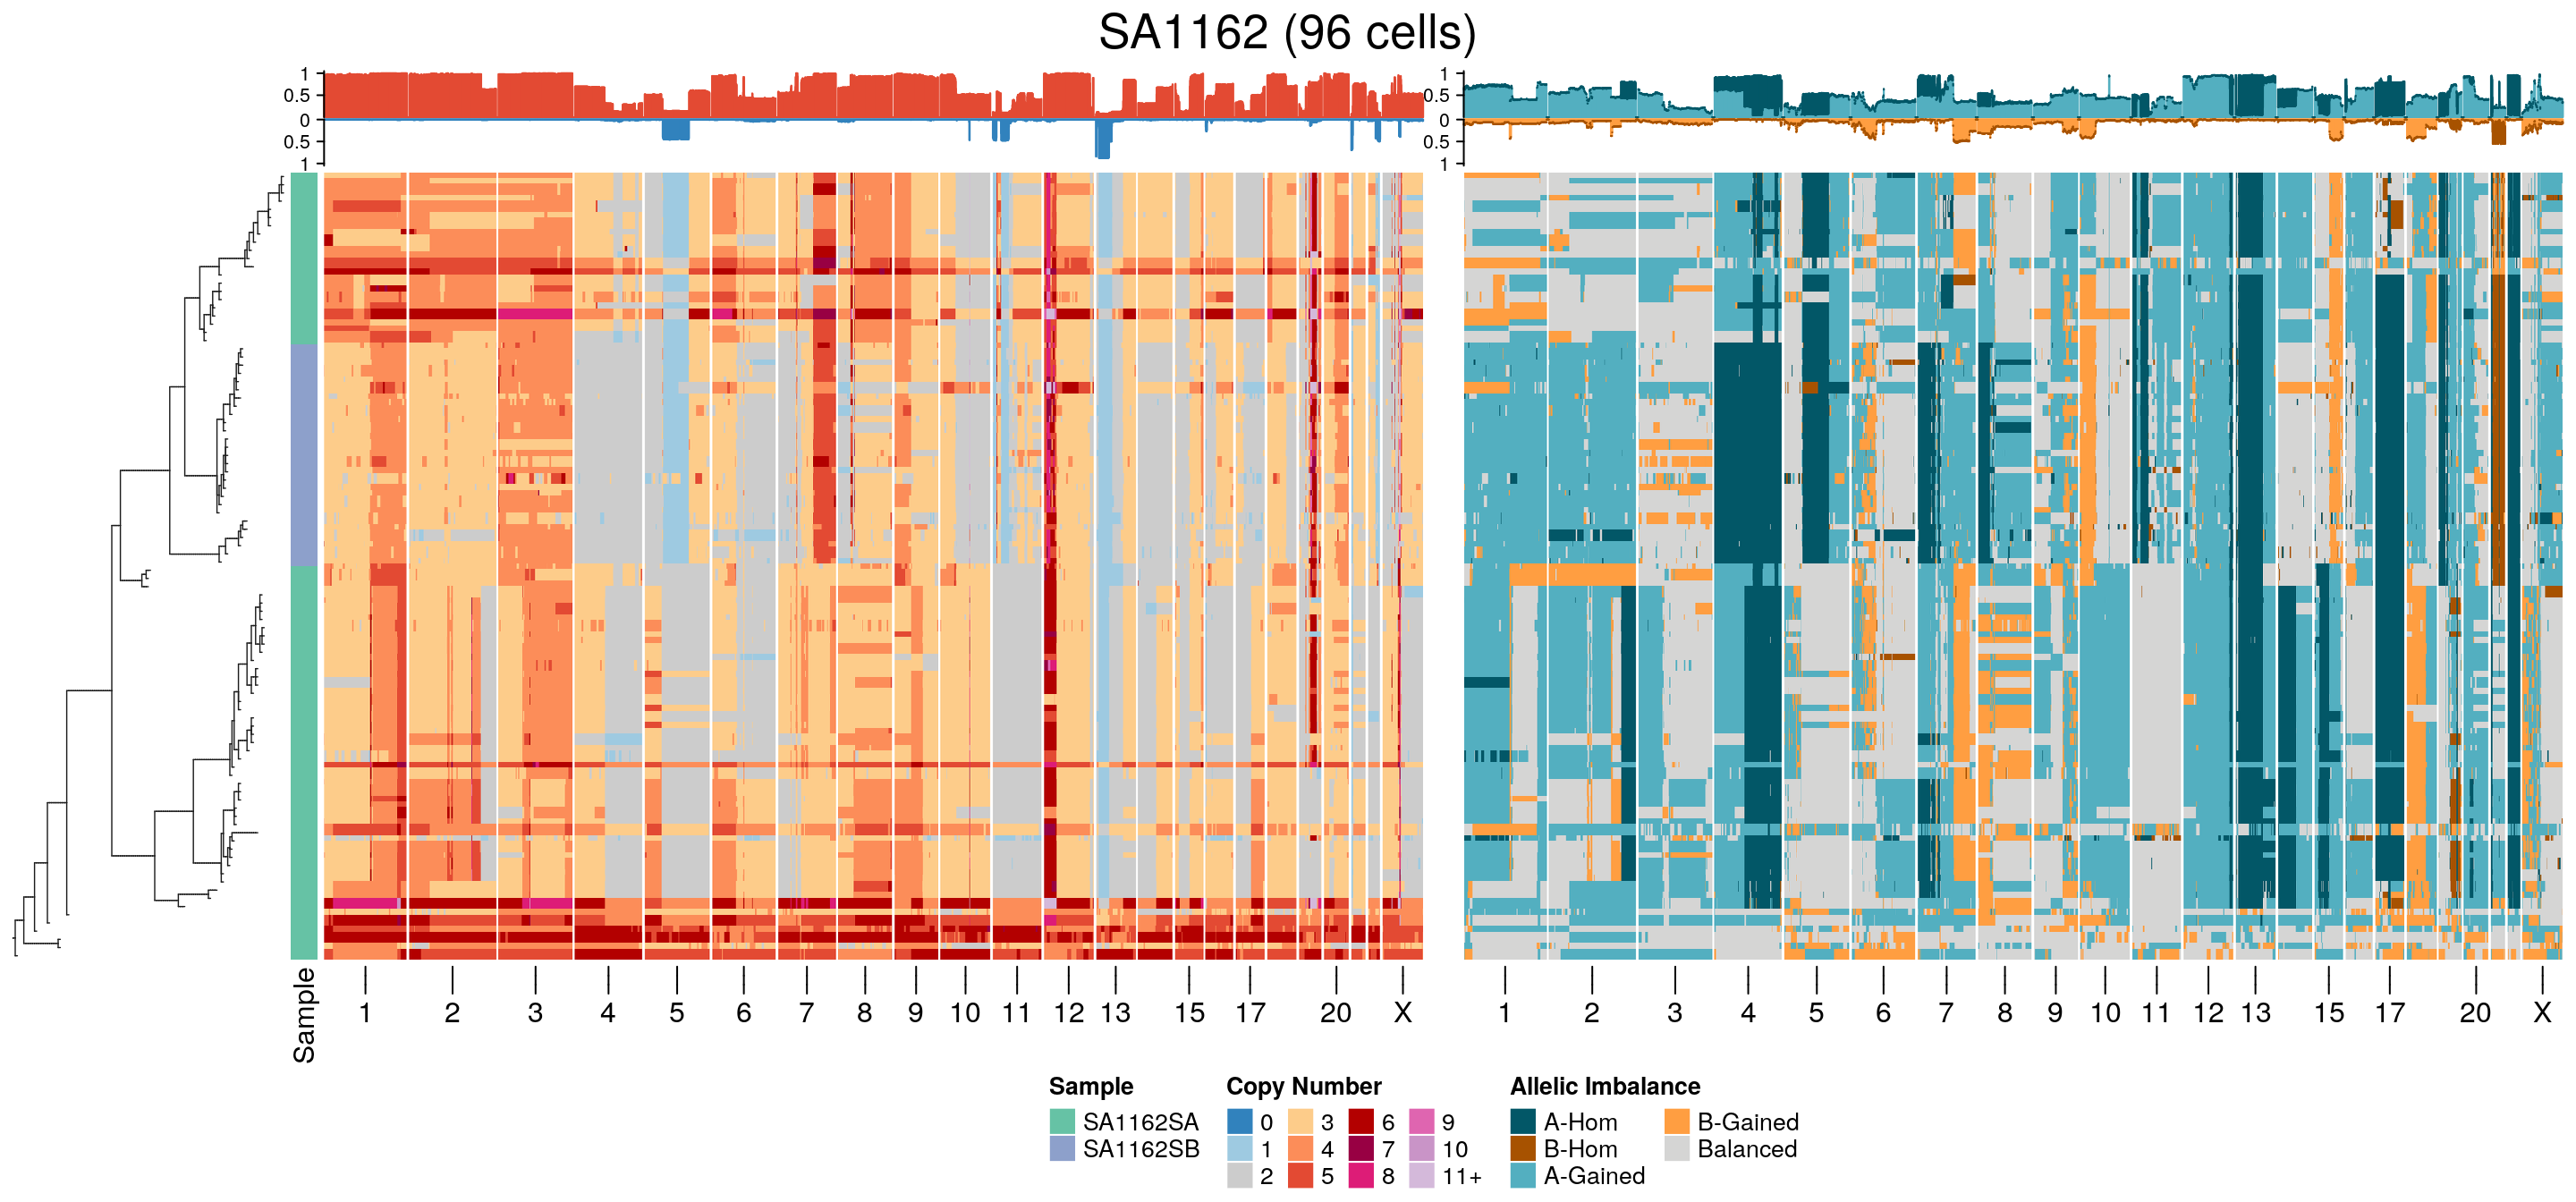 SA1162 (96 cells)
1
0.5
0
0.5
1
1
0.5
0
0.5
1
Sample
1 2 3 4 5 6 7 8 9 10 11 12 13 15 17 20 X
1 2 3 4 5 6 7 8 9 10 11 12 13 15 17 20 X
Sample
SA1162SA
SA1162SB
Copy Number
0 3 6 9
1 4 7 10
2 5 8 11+
Allelic Imbalance
A-Hom B-Gained
B-Hom Balanced
A-Gained